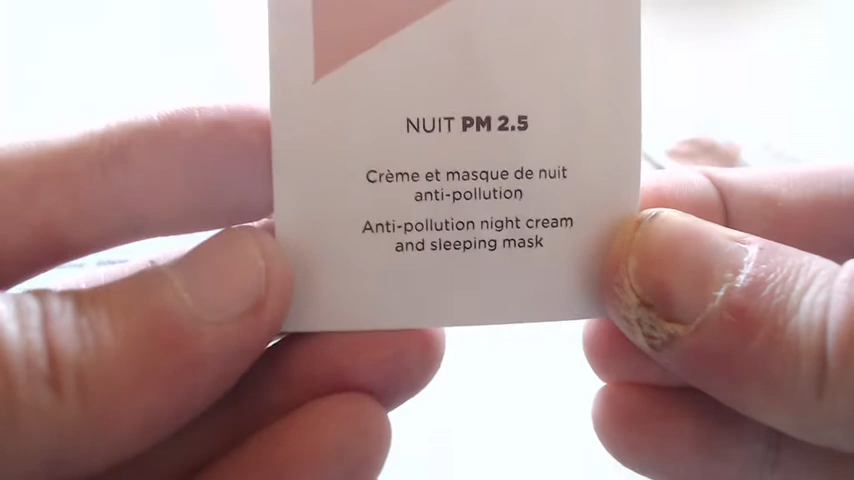 NUIT PM 2.5
Crème et masque de nuit
anti-pollution
Anti-pollution night cream
and sleeping mask